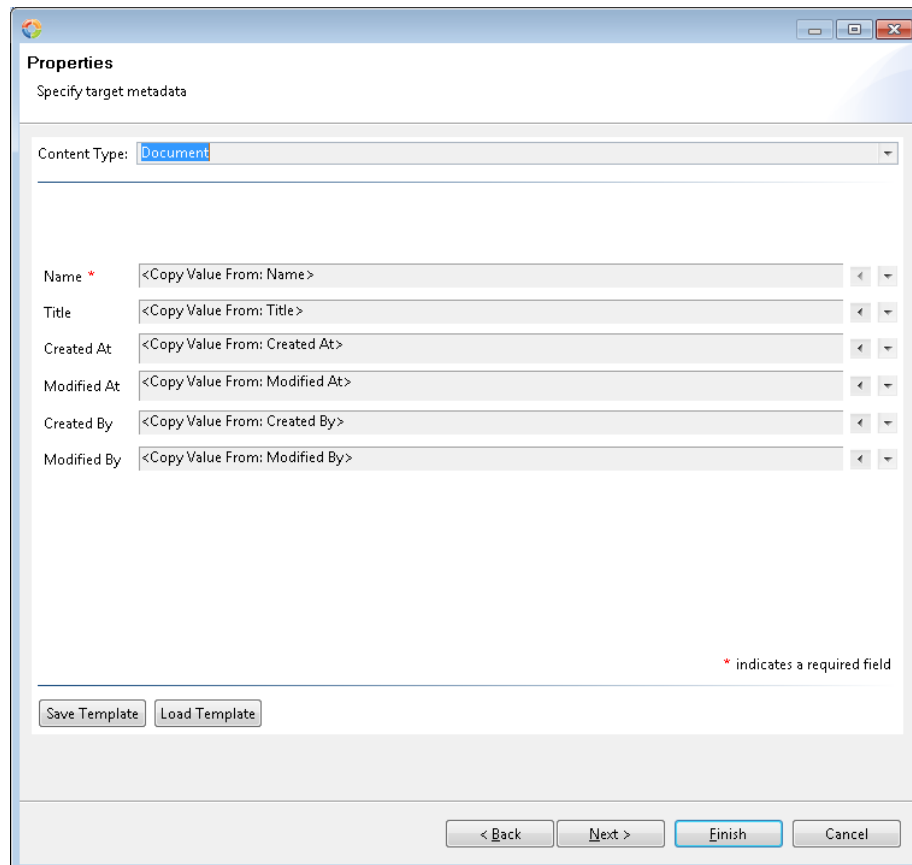 Properties
Specify target metadata
Content Type: Document
Name * <Copy Value From: Name>
Title <Copy Value From: Title>
Created At <Copy Value From: Created At>
Modified At <Copy Value From: Modified At>
Created By <Copy Value From: Created By>
Modified By <Copy Value From: Modified By>
* indicates a required field
Save Template Load Template
< Back Next > Finish Cancel